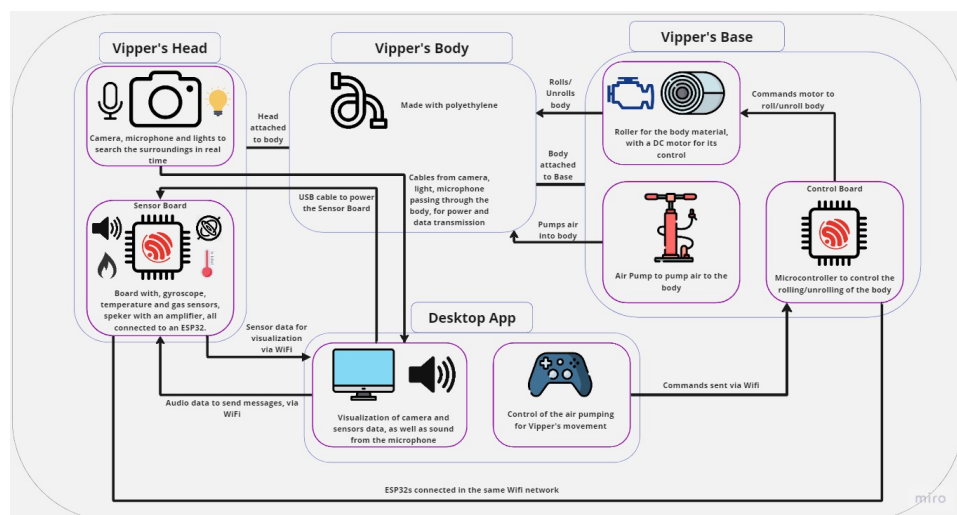 Vipper's Head
Vipper's Body
Vipper's Base
Camera, microphone and lights to
search the surroundings in real
time
Head
attached
to body
Made with polyethylene
Rolls/
Unrolls
body
Roller for the body material,
with a DC motor for its
control
Commands motor to
roll/unroll body
Body
attached
to Base
Cables from camera,
light, microphone
passing through the
body, for power and
data transmission
USB cable to power
the Sensor Board
Sensor Board
Board with, gyroscope,
temperature and gas sensors,
speker with an amplifier, all
connected to an ESP32.
Pumps air
into body
Air Pump to pump air to the
body
Control Board
Microcontroller to control the
rolling/unrolling of the body
Desktop App
Sensor data for
visualization
via WiFi
Audio data to send messages, via
WiFi
Visualization of camera and
sensors data, as well as sound
from the microphone
Control of the air pumping
for Vipper's movement
Commands sent via Wifi
ESP32s connected in the same Wifi network
miro